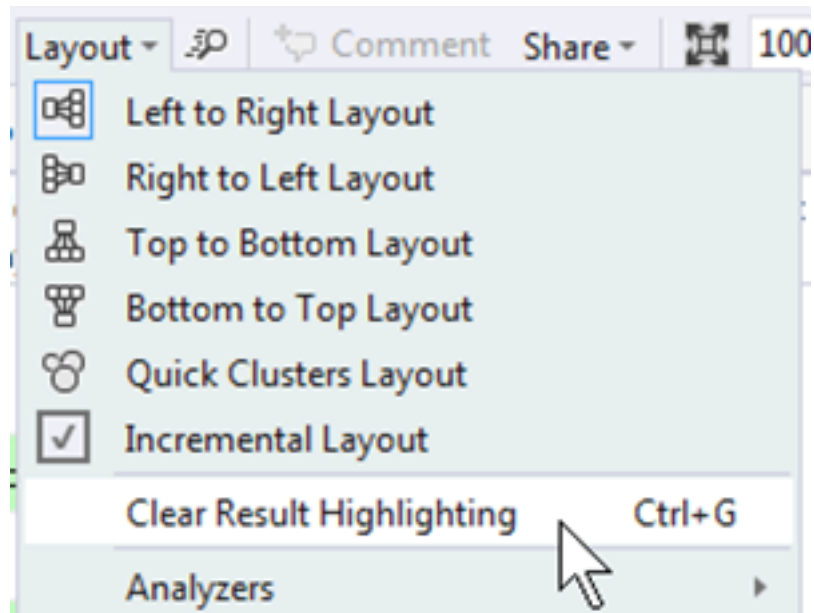 Layout Comment Share 100
Left to Right Layout
Right to Left Layout
Top to Bottom Layout
Bottom to Top Layout
Quick Clusters Layout
Incremental Layout
Clear Result Highlighting Ctrl+G
Analyzers